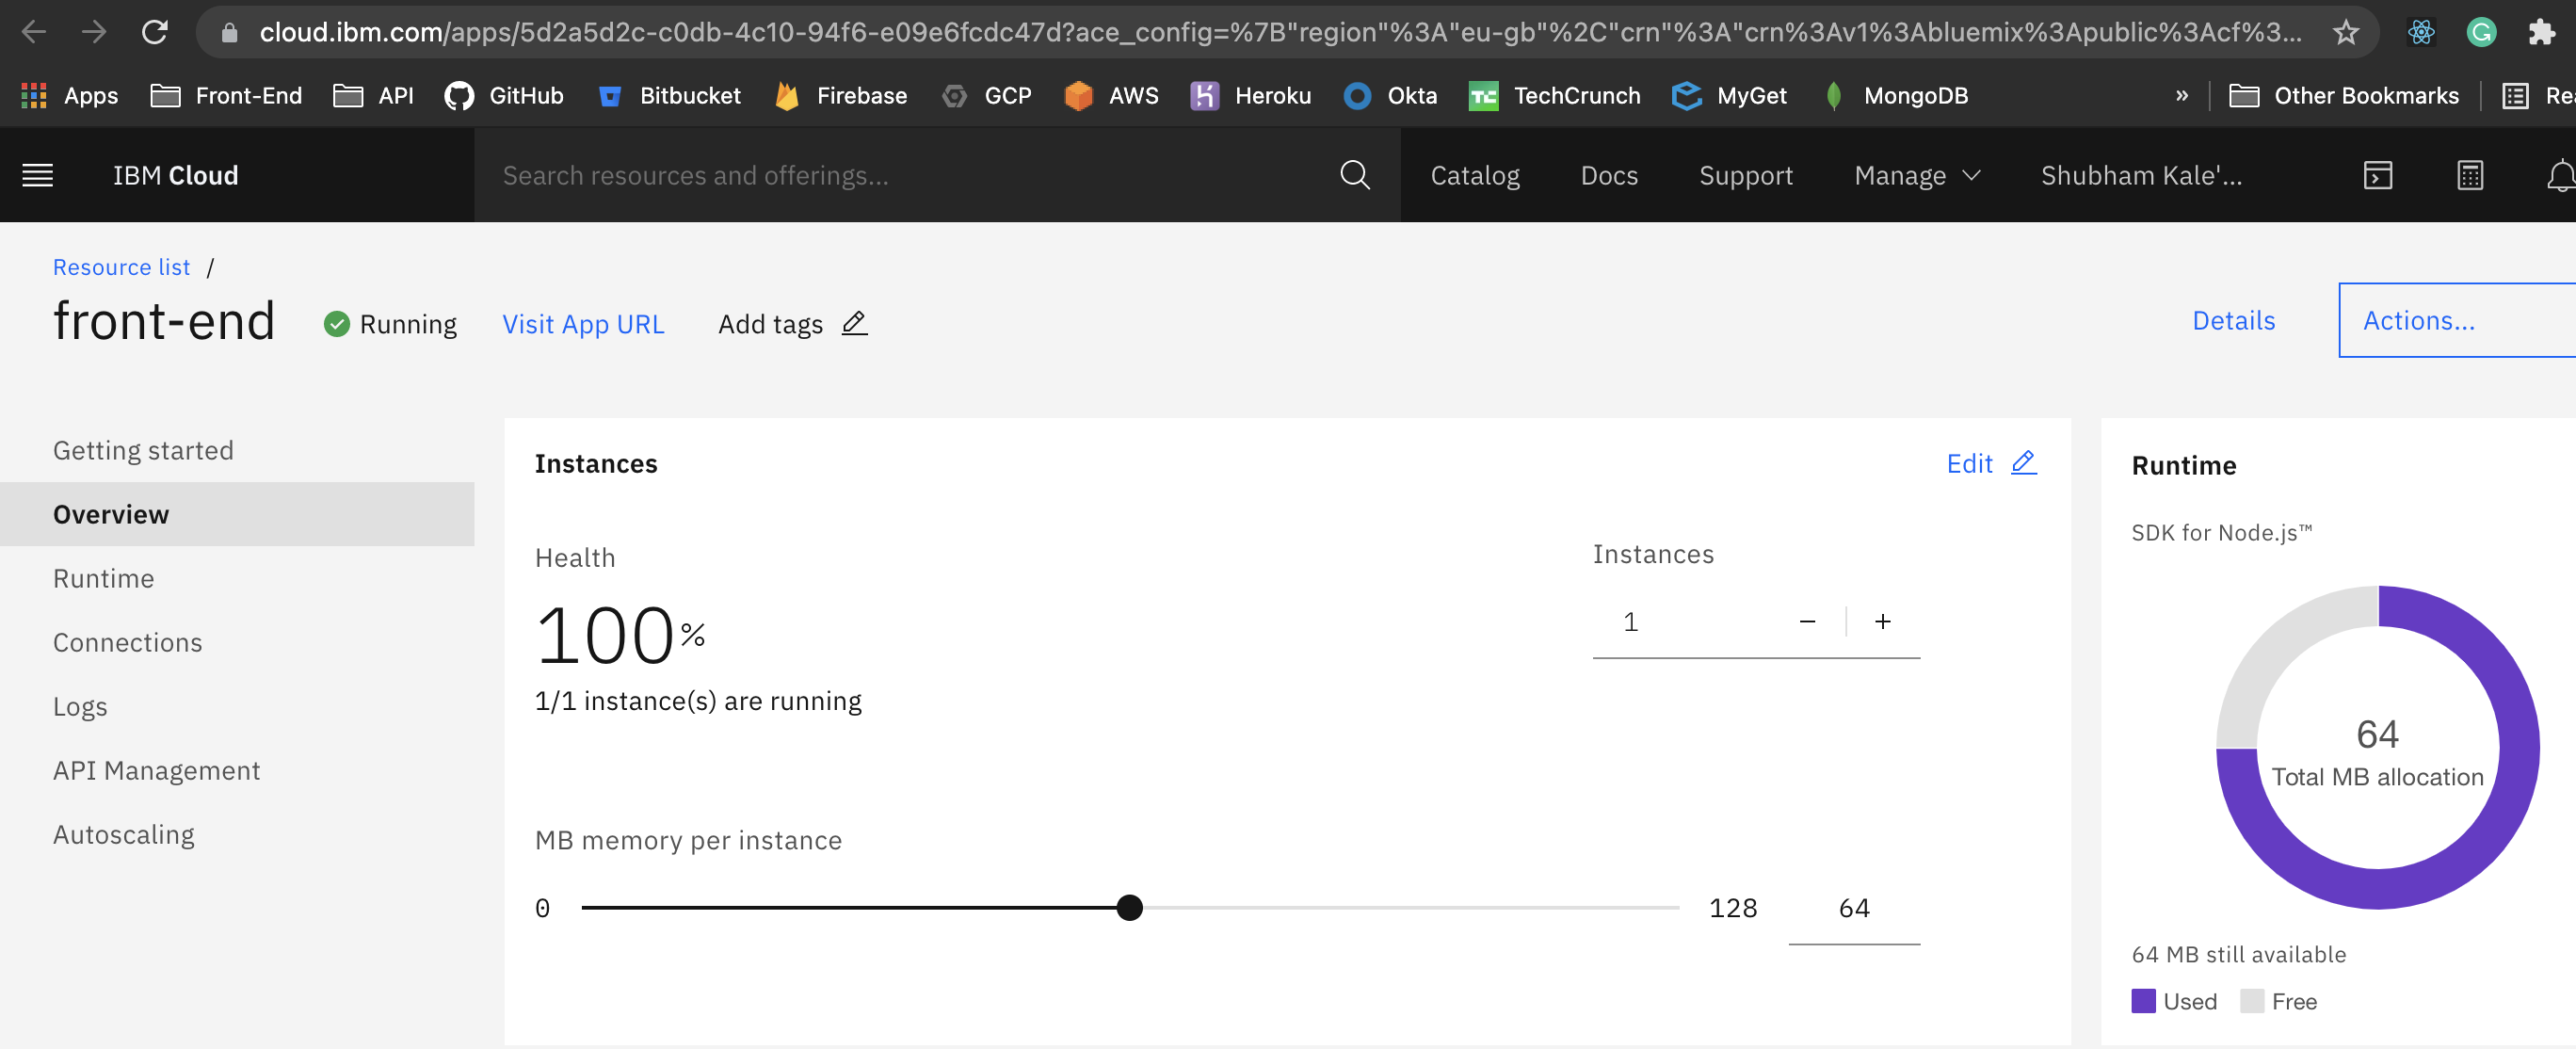 cloud.ibm.com/apps/5d2a5d2c-c0db-4c10-94f6-e09e6fcdc47d?ace_config=%7B"region"%3A"eu-gb"%2C"crn"%3A"crn%3Av1%3Abluemix%3Apublic%3Acf%3...
Apps Front-End API GitHub Bitbucket Firebase GCP AWS Heroku Okta TechCrunch MyGet MongoDB » Other Bookmarks Rea
IBM Cloud Search resources and offerings... Catalog Docs Support Manage Shubham Kale'...
Resource list /
front-end Running Visit App URL Add tags Details Actions...
Getting started
Overview
Runtime
Connections
Logs
API Management
Autoscaling
Instances Edit
Health
100%
1/1 instance(s) are running
Instances
1 − +
MB memory per instance
0 128 64
Runtime
SDK for Node.js™
64
Total MB allocation
64 MB still available
Used Free